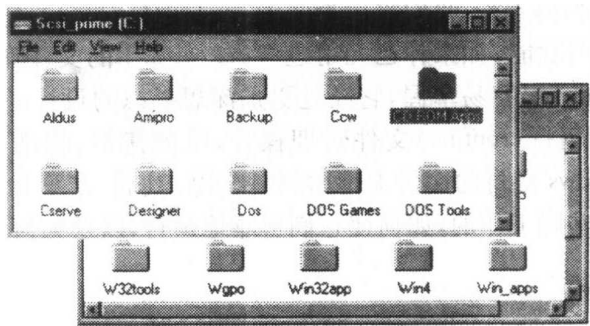 Scsi_prime (C:)
File Edit View Help
Aldus Amipro Backup Ccw
Cserve Designer Dos DOS Games DOS Tools
W32tools Wgpo Win32app Win4 Win_apps